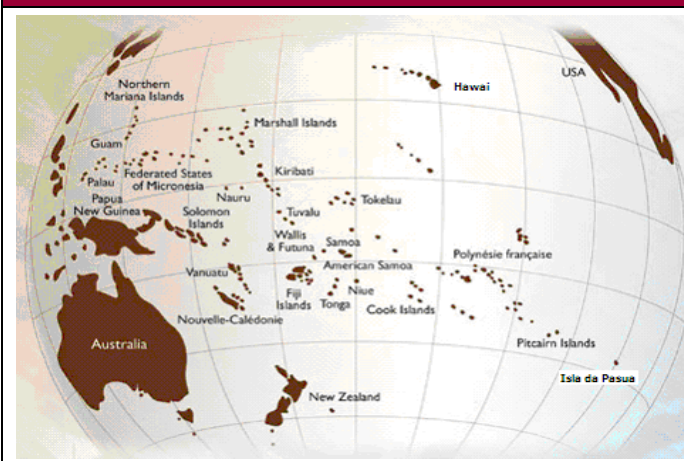 Hawai
USA
Northern
Mariana Islands
Marshall Islands
Guam
Federated States
of Micronesia
Kiribati
Palau
Papua
New Guinea
Nauru
Solomon
Islands
Tokelau
Tuvalu
Wallis
& Futuna
Samoa
Polynésie française
American Samoa
Vanuatu
Fiji
Islands
Niue
Tonga
Cook Islands
Nouvelle-Calédonie
Australia
Pitcairn Islands
Isla da Pasua
New Zealand